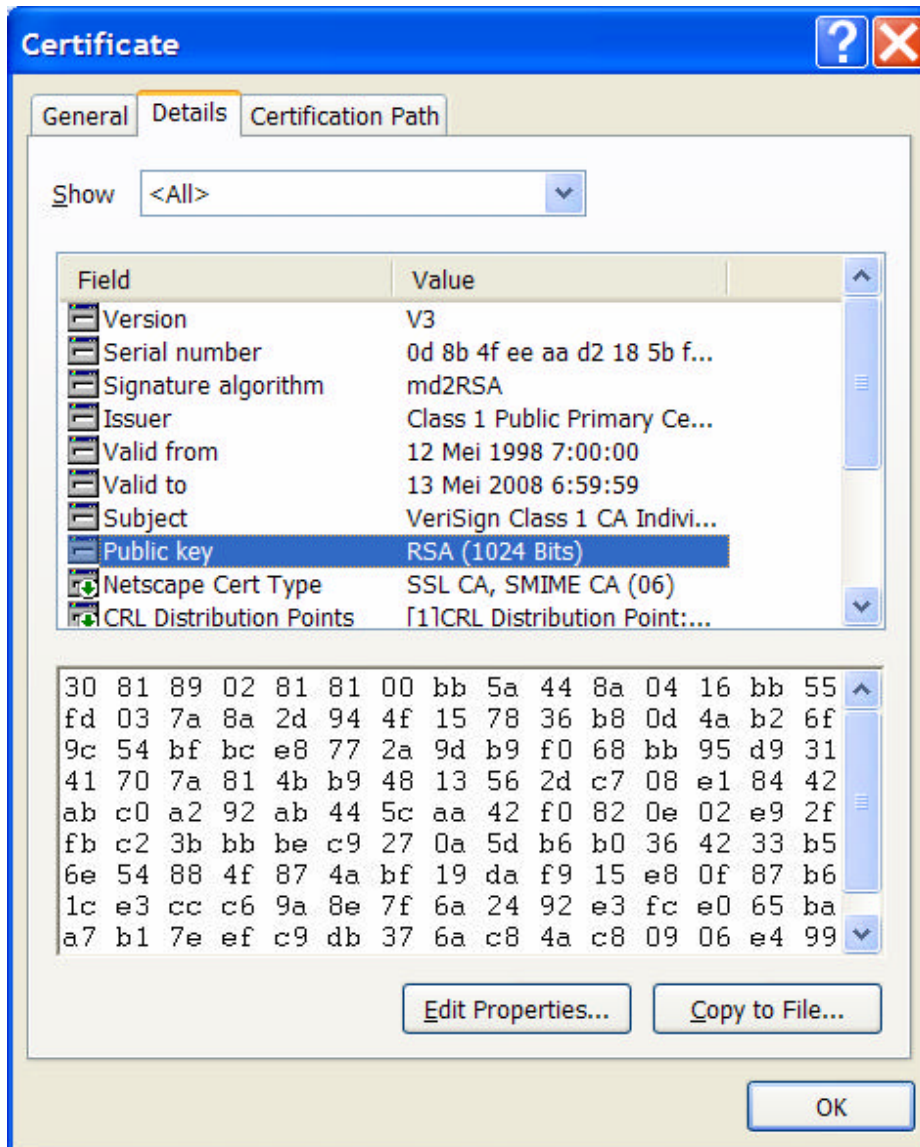 Certificate
General Details Certification Path
Show <All>
Field Value
Version V3
Serial number 0d 8b 4f ee aa d2 18 5b f...
Signature algorithm md2RSA
Issuer Class 1 Public Primary Ce...
Valid from 12 Mei 1998 7:00:00
Valid to 13 Mei 2008 6:59:59
Subject VeriSign Class 1 CA Indivi...
Public key RSA (1024 Bits)
Netscape Cert Type SSL CA, SMIME CA (06)
CRL Distribution Points [1]CRL Distribution Point:...
30 81 89 02 81 81 00 bb 5a 44 8a 04 16 bb 55
fd 03 7a 8a 2d 94 4f 15 78 36 b8 0d 4a b2 6f
9c 54 bf bc e8 77 2a 9d b9 f0 68 bb 95 d9 31
41 70 7a 81 4b b9 48 13 56 2d c7 08 e1 84 42
ab c0 a2 92 ab 44 5c aa 42 f0 82 0e 02 e9 2f
fb c2 3b bb be c9 27 0a 5d b6 b0 36 42 33 b5
6e 54 88 4f 87 4a bf 19 da f9 15 e8 0f 87 b6
1c e3 cc c6 9a 8e 7f 6a 24 92 e3 fc e0 65 ba
a7 b1 7e ef c9 db 37 6a c8 4a c8 09 06 e4 99
Edit Properties... Copy to File...
OK